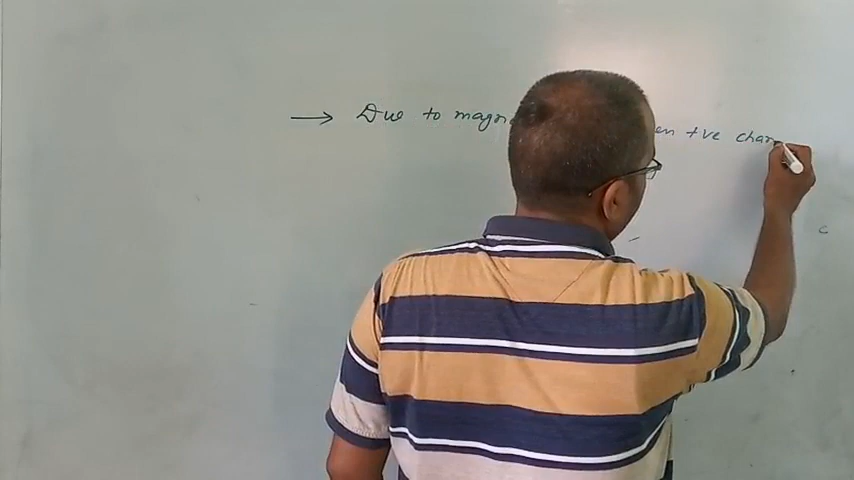 → Due to magn en +ve char
c